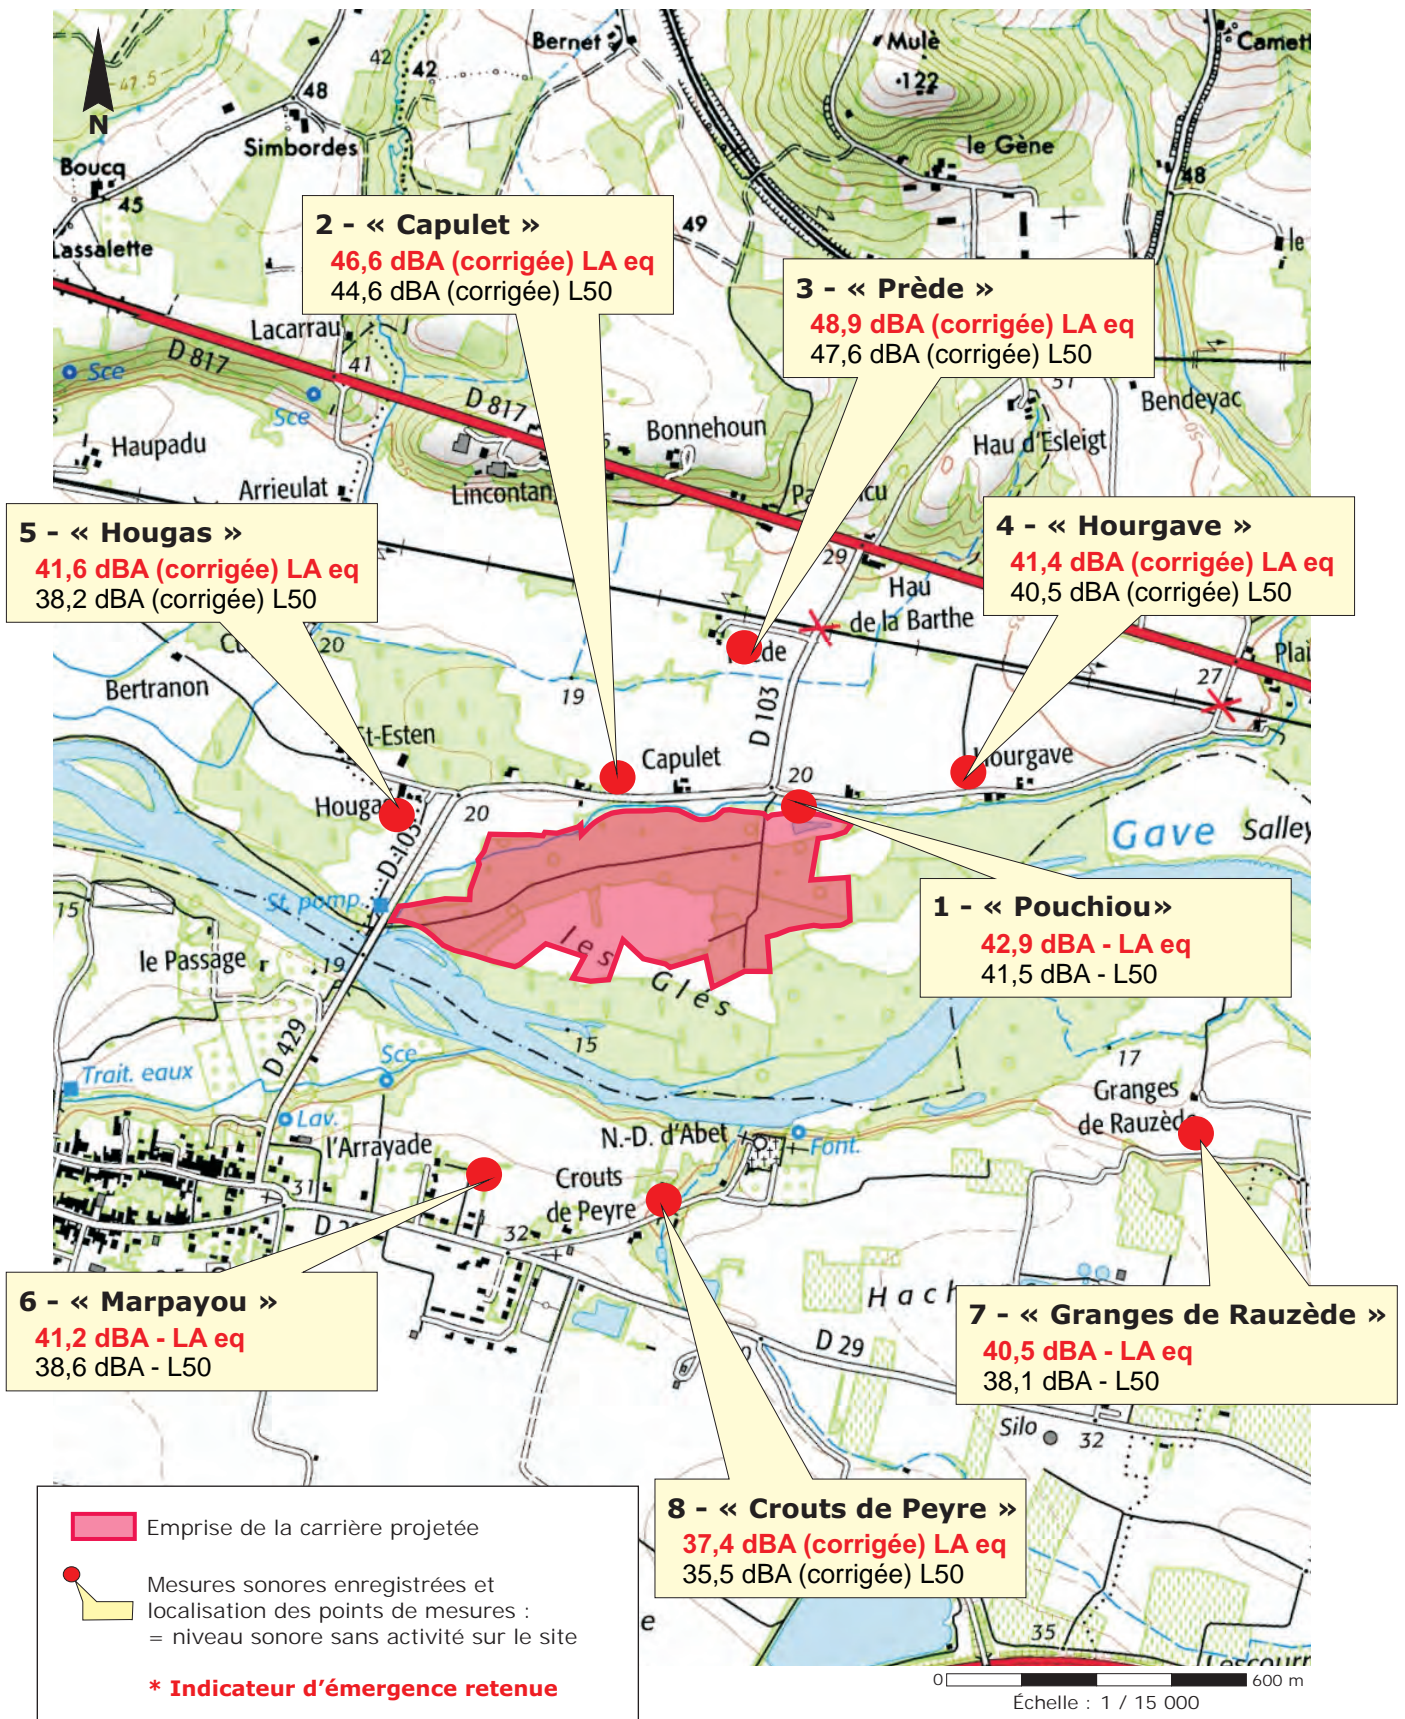 N
47.5
42
42
48
Simbordes
Boucq
45
Lassalette
Bernet
Mulè
122
Camett
le Gène
48
49
le
2 - « Capulet »
46,6 dBA (corrigée) LA eq
44,6 dBA (corrigée) L50
3 - « Prède »
48,9 dBA (corrigée) LA eq
47,6 dBA (corrigée) L50
Lacarrau
41
D 817
Sce
Sce
D 817
51
Bendeyac
Haupadu
Arrieulat
Bonnehoun
Lincontan
Hau d'Esleigt
5 - « Hougas »
41,6 dBA (corrigée) LA eq
38,2 dBA (corrigée) L50
4 - « Hourgave »
41,4 dBA (corrigée) LA eq
40,5 dBA (corrigée) L50
29
Hau
de la Barthe
20
Bertranon
19
D 103
27
Plai
St-Esten
Capulet
20
Hourgave
Hougas
20
D 103
Gave
Salley
St. pomp.
15
le Passage
19
les Glés
1 - « Pouchiou»
42,9 dBA - LA eq
41,5 dBA - L50
D 429
15
Sce
Trait. eaux
17
Granges
de Rauzède
Lav.
l'Arrayade
N.-D. d'Abet
Font.
Crouts
de Peyre
31
32
Hach
6 - « Marpayou »
41,2 dBA - LA eq
38,6 dBA - L50
7 - « Granges de Rauzède »
40,5 dBA - LA eq
38,1 dBA - L50
D 29
Silo
32
8 - « Crouts de Peyre »
37,4 dBA (corrigée) LA eq
35,5 dBA (corrigée) L50
Emprise de la carrière projetée
Mesures sonores enregistrées et
localisation des points de mesures :
= niveau sonore sans activité sur le site
* Indicateur d'émergence retenue
e
35
0
600 m
Échelle : 1 / 15 000